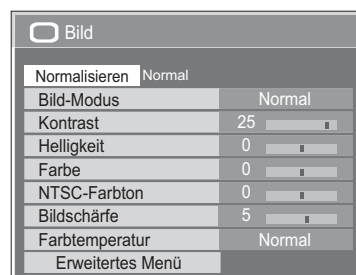 Bild
Normalisieren Normal
Bild-Modus Normal
Kontrast 25
Helligkeit 0
Farbe 0
NTSC-Farbton 0
Bildschärfe 5
Farbtemperatur Normal
Erweitertes Menü